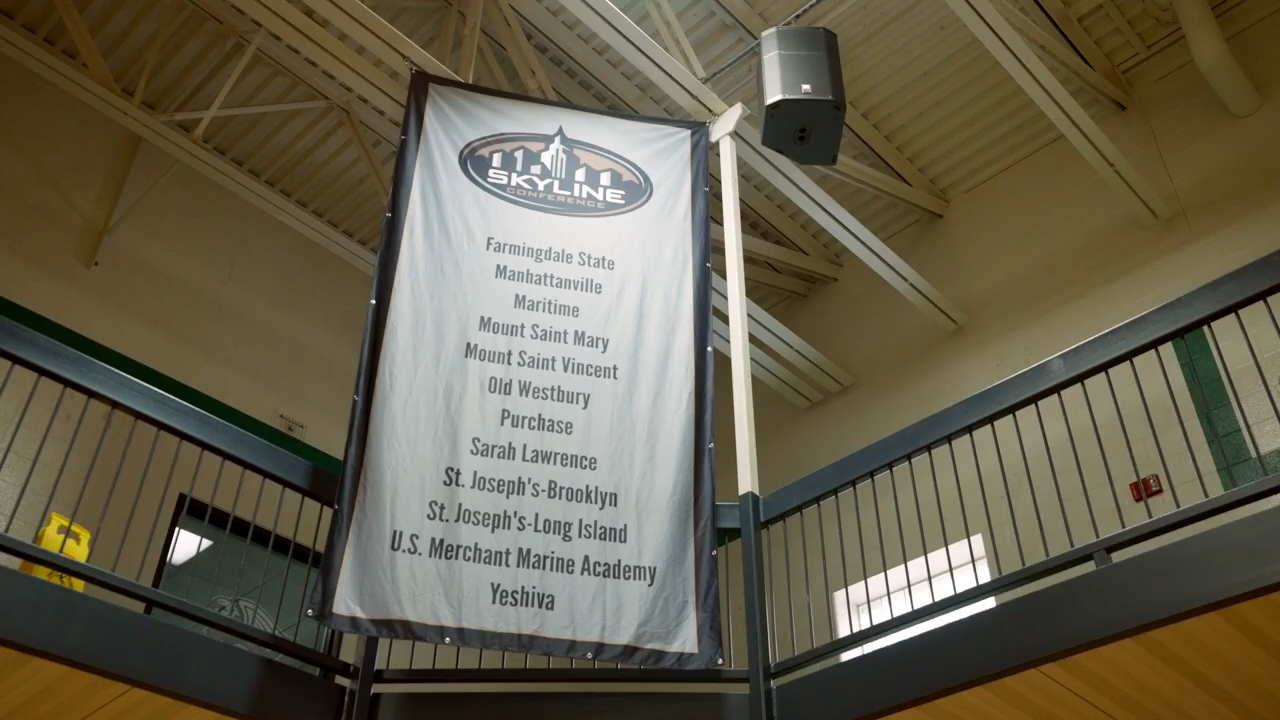 SKYLINE
CONFERENCE
Farmingdale State
Manhattanville
Maritime
Mount Saint Mary
Mount Saint Vincent
Old Westbury
Purchase
Sarah Lawrence
St. Joseph's-Brooklyn
St. Joseph's-Long Island
U.S. Merchant Marine Academy
Yeshiva